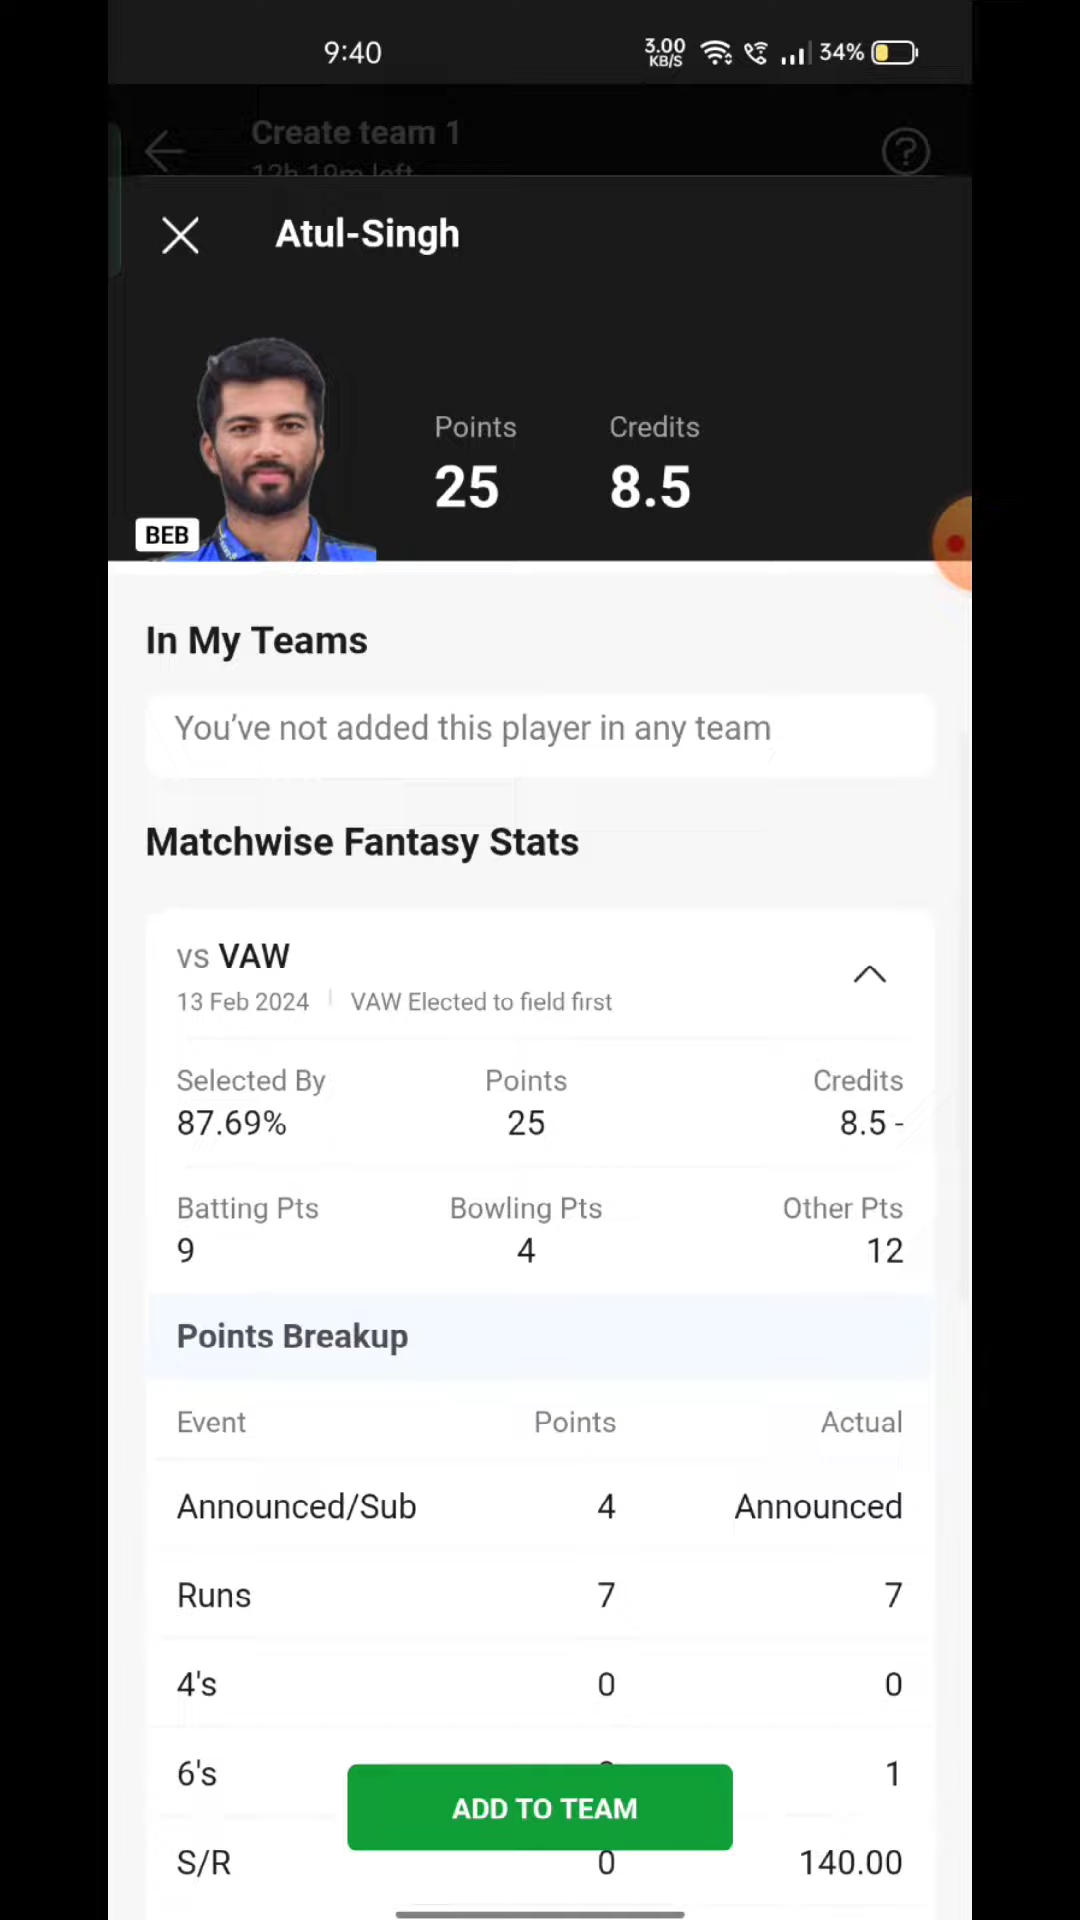 9:40
3.00
KB/S
34%
Create team 1
12h 19m left
?
Atul-Singh
Points
Credits
25
8.5
BEB
In My Teams
You’ve not added this player in any team
Matchwise Fantasy Stats
vs VAW
13 Feb 2024
VAW Elected to field first
Selected By
Points
Credits
87.69%
25
8.5 -
Batting Pts
Bowling Pts
Other Pts
9
4
12
Points Breakup
Event
Points
Actual
Announced/Sub
4
Announced
Runs
7
7
4's
0
0
6's
1
ADD TO TEAM
S/R
0
140.00